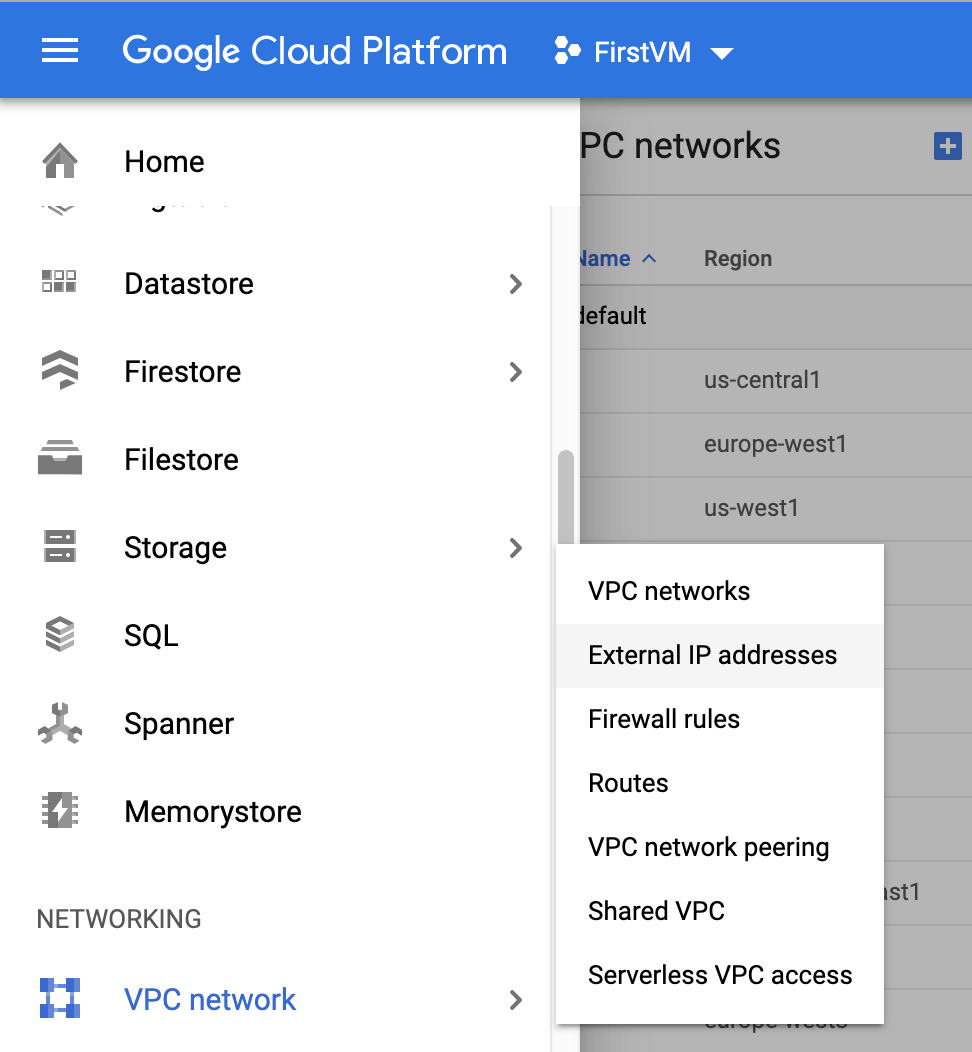 Google Cloud Platform
FirstVM
Home
Datastore
Firestore
Filestore
Storage
SQL
Spanner
Memorystore
NETWORKING
VPC network
VPC networks
External IP addresses
Firewall rules
Routes
VPC network peering
Shared VPC
Serverless VPC access
PC networks
Name
Region
default
us-central1
europe-west1
us-west1
ast1